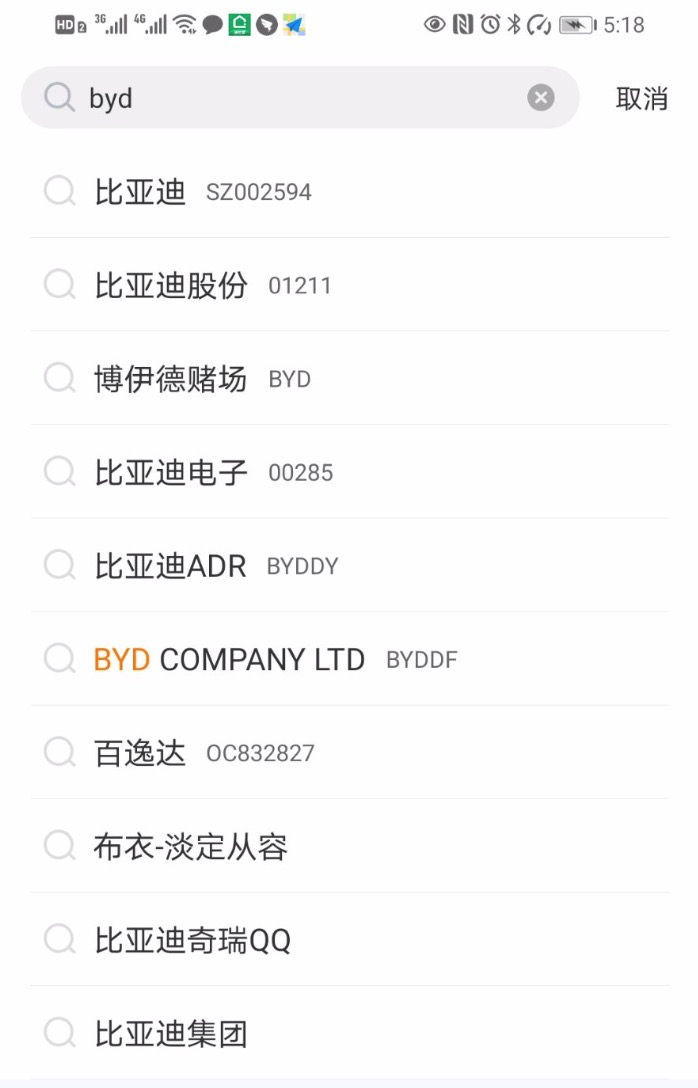 HD 2 3G 4G 5:18
byd 取消
比亚迪 SZ002594
比亚迪股份 01211
博伊德赌场 BYD
比亚迪电子 00285
比亚迪ADR BYDDY
BYD COMPANY LTD BYDDF
百逸达 OC832827
布衣-淡定从容
比亚迪奇瑞QQ
比亚迪集团